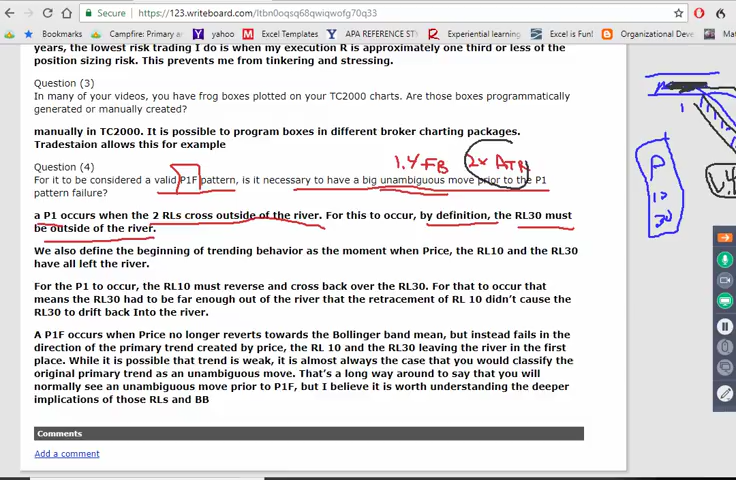 Secure
https://123.writeboard.com/ltbn0oqsq68qwiqwofg70q33
CamStar
Campfire: Primary a
Yahoo
Gmail
Excel Templates
APA REFERENCE ST
Experiential learning
Excel is Fun
Organizational Deve
years, the lowest risk trading I do is when my execution R is approximately one third or less of the
position sizing risk. This prevents me from tinkering and stressing.
Question (3)
In many of your videos, you have frog boxes plotted on your TC2000 charts. Are those boxes programmatically
generated or manually created?
manually in TC2000. It is possible to program boxes in different broker charting packages.
Tradestaion allows this for example
Question (4)
1.4 FB 2x ATR
For it to be considered a valid P1F pattern, is it necessary to have a big unambiguous move prior to the P1
pattern failure?
a P1 occurs when the 2 RLs cross outside of the river. For this to occur, by definition, the RL30 must
be outside of the river.
We also define the beginning of trending behavior as the moment when Price, the RL10 and the RL30
have all left the river.
For the P1 to occur, the RL10 must reverse and cross back over the RL30. For that to occur that
means the RL30 had to be far enough out of the river that the retracement of RL 10 didn't cause the
RL30 to drift back Into the river.
A P1F occurs when Price no longer reverts towards the Bollinger band mean, but instead fails in the
direction of the primary trend created by price, the RL 10 and the RL30 leaving the river in the first
place. While it is possible that trend is weak, it is almost always the case that you would classify the
original primary trend as an unambiguous move. That's a long way around to say that you will
normally see an unambiguous move prior to P1F, but I believe it is worth understanding the deeper
implications of those RLs and BB
Comments
Add a comment
P
10
30
1